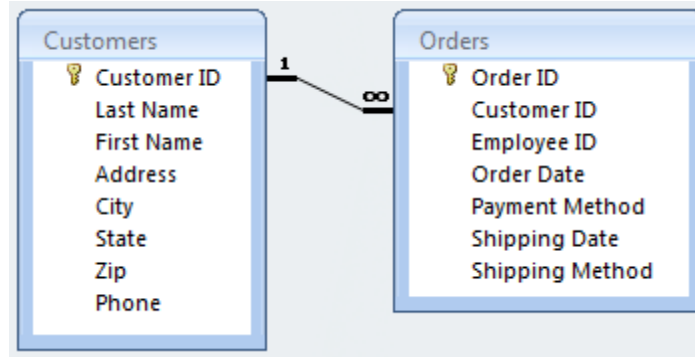 Customers
Customer ID
Last Name
First Name
Address
City
State
Zip
Phone
1
∞
Orders
Order ID
Customer ID
Employee ID
Order Date
Payment Method
Shipping Date
Shipping Method